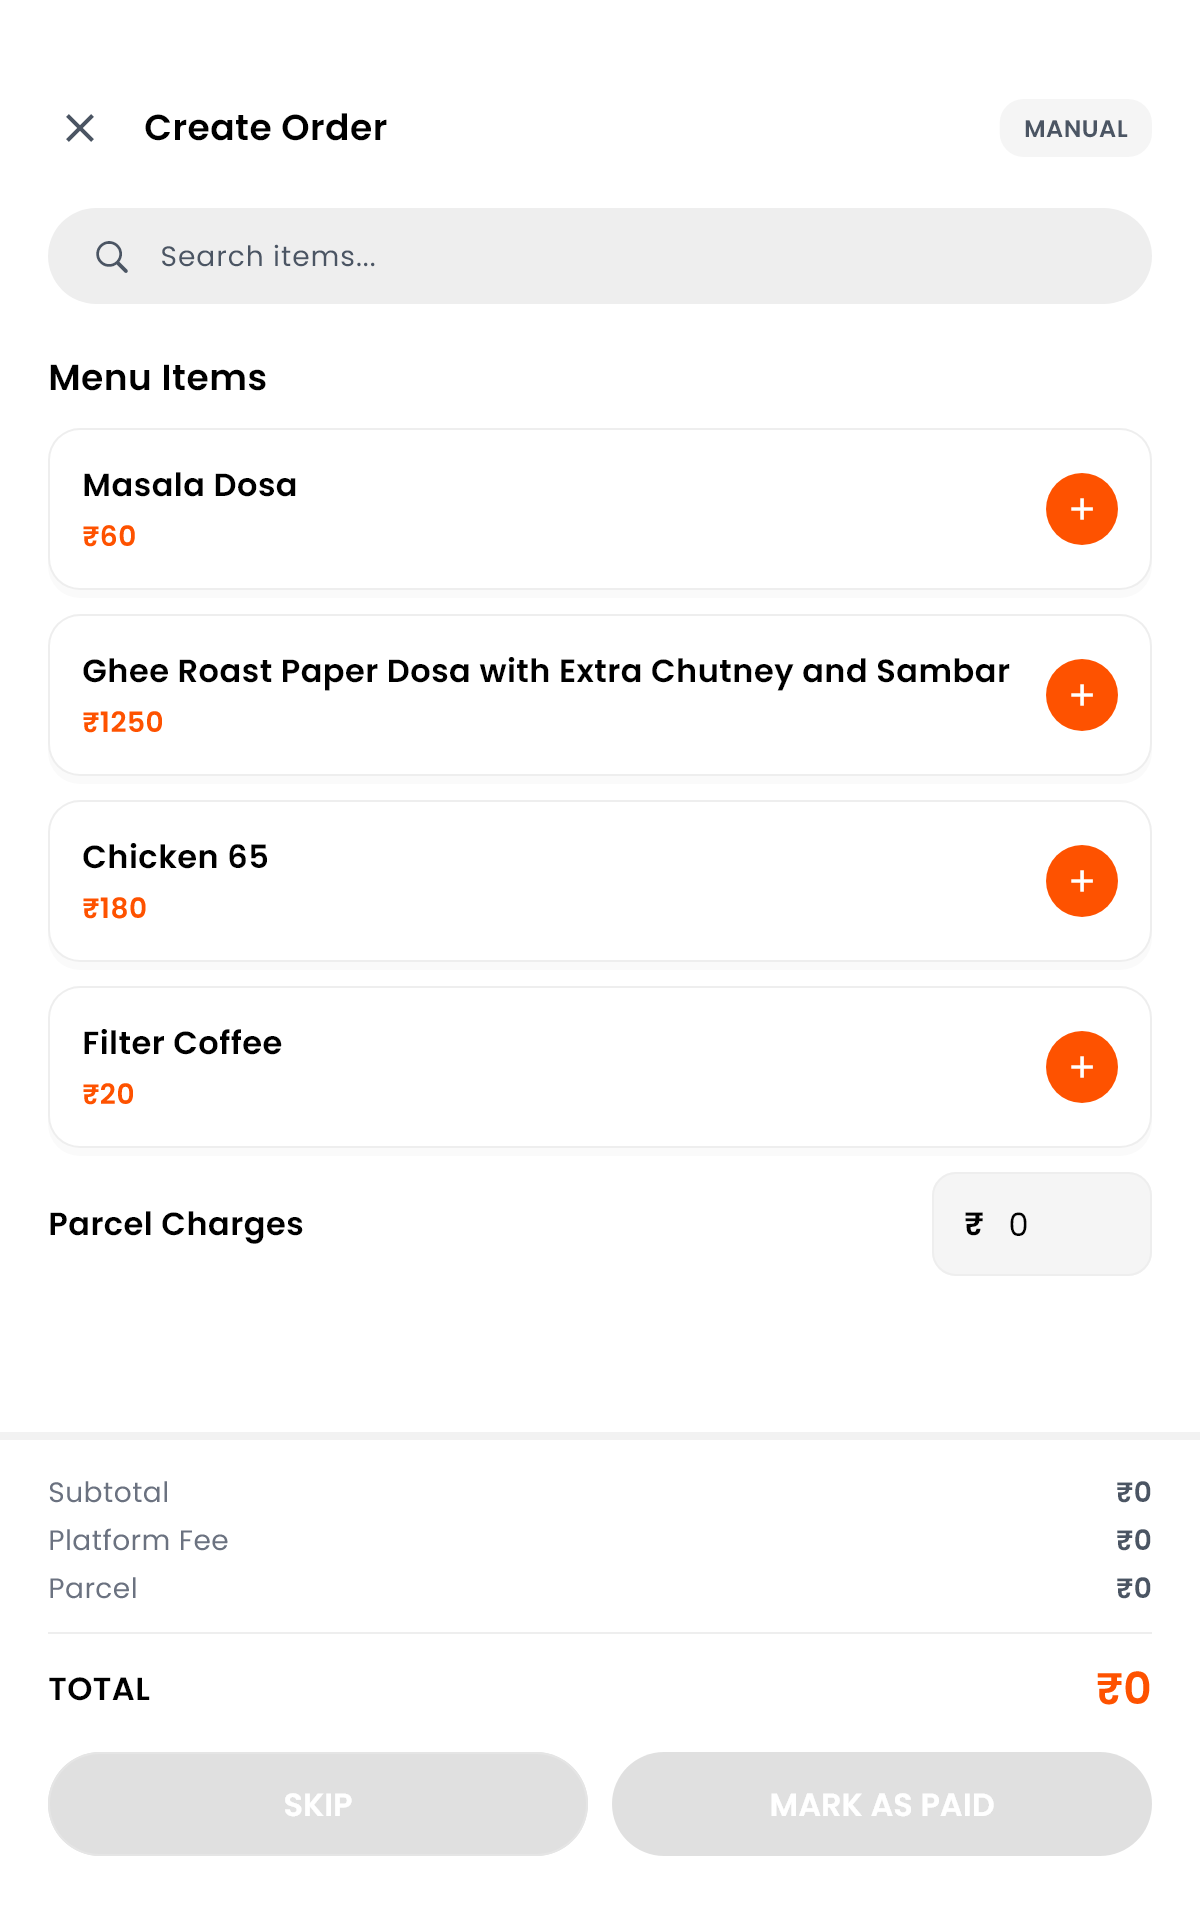 Create Order
MANUAL
Search items...
Menu Items
Masala Dosa
₹60
Ghee Roast Paper Dosa with Extra Chutney and Sambar
₹1250
Chicken 65
₹180
Filter Coffee
₹20
Parcel Charges
₹ 0
Subtotal ₹0
Platform Fee ₹0
Parcel ₹0
TOTAL ₹0
SKIP
MARK AS PAID